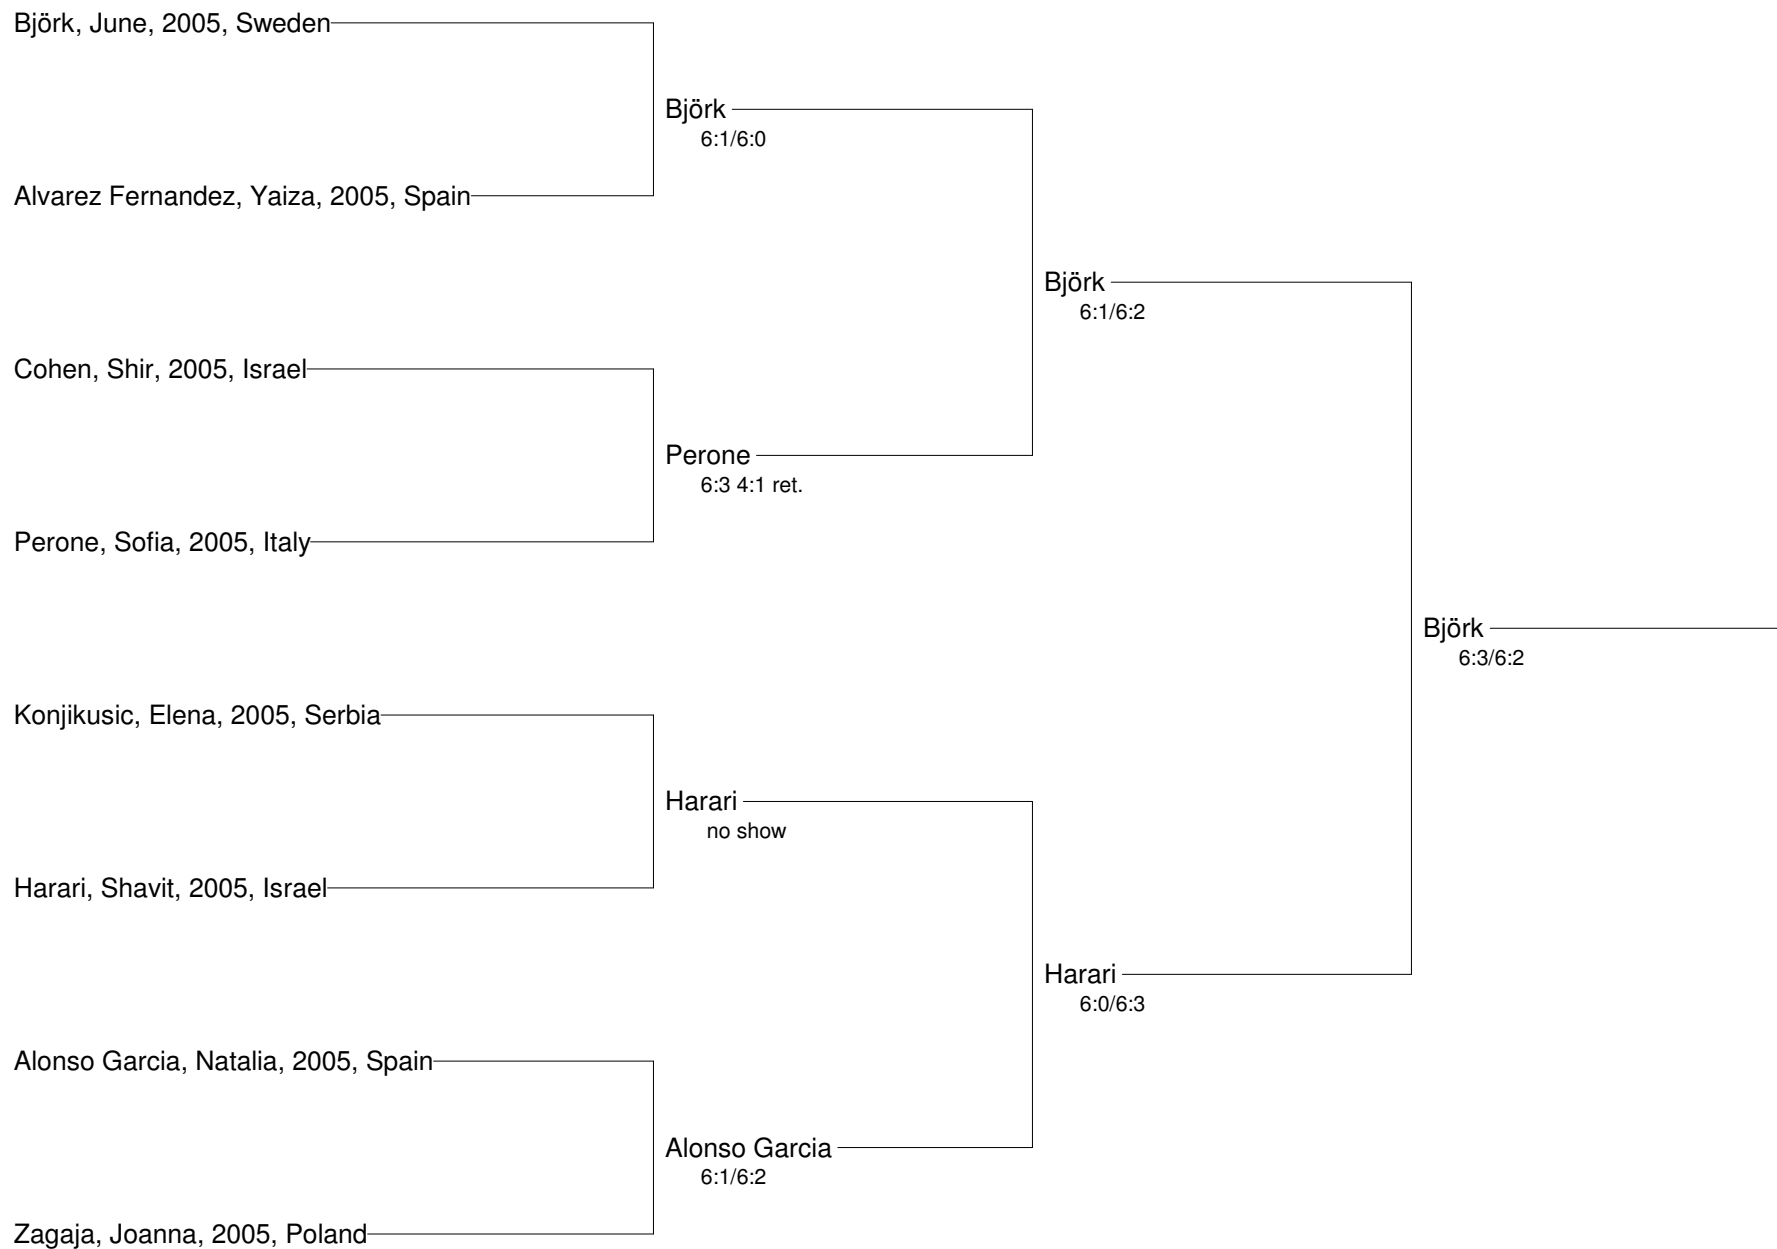 Björk, June, 2005, Sweden
Björk
6:1/6:0
Alvarez Fernandez, Yaiza, 2005, Spain
Björk
6:1/6:2
Cohen, Shir, 2005, Israel
Perone
6:3 4:1 ret.
Perone, Sofia, 2005, Italy
Björk
6:3/6:2
Konjikusic, Elena, 2005, Serbia
Harari
no show
Harari, Shavit, 2005, Israel
Harari
6:0/6:3
Alonso Garcia, Natalia, 2005, Spain
Alonso Garcia
6:1/6:2
Zagaja, Joanna, 2005, Poland